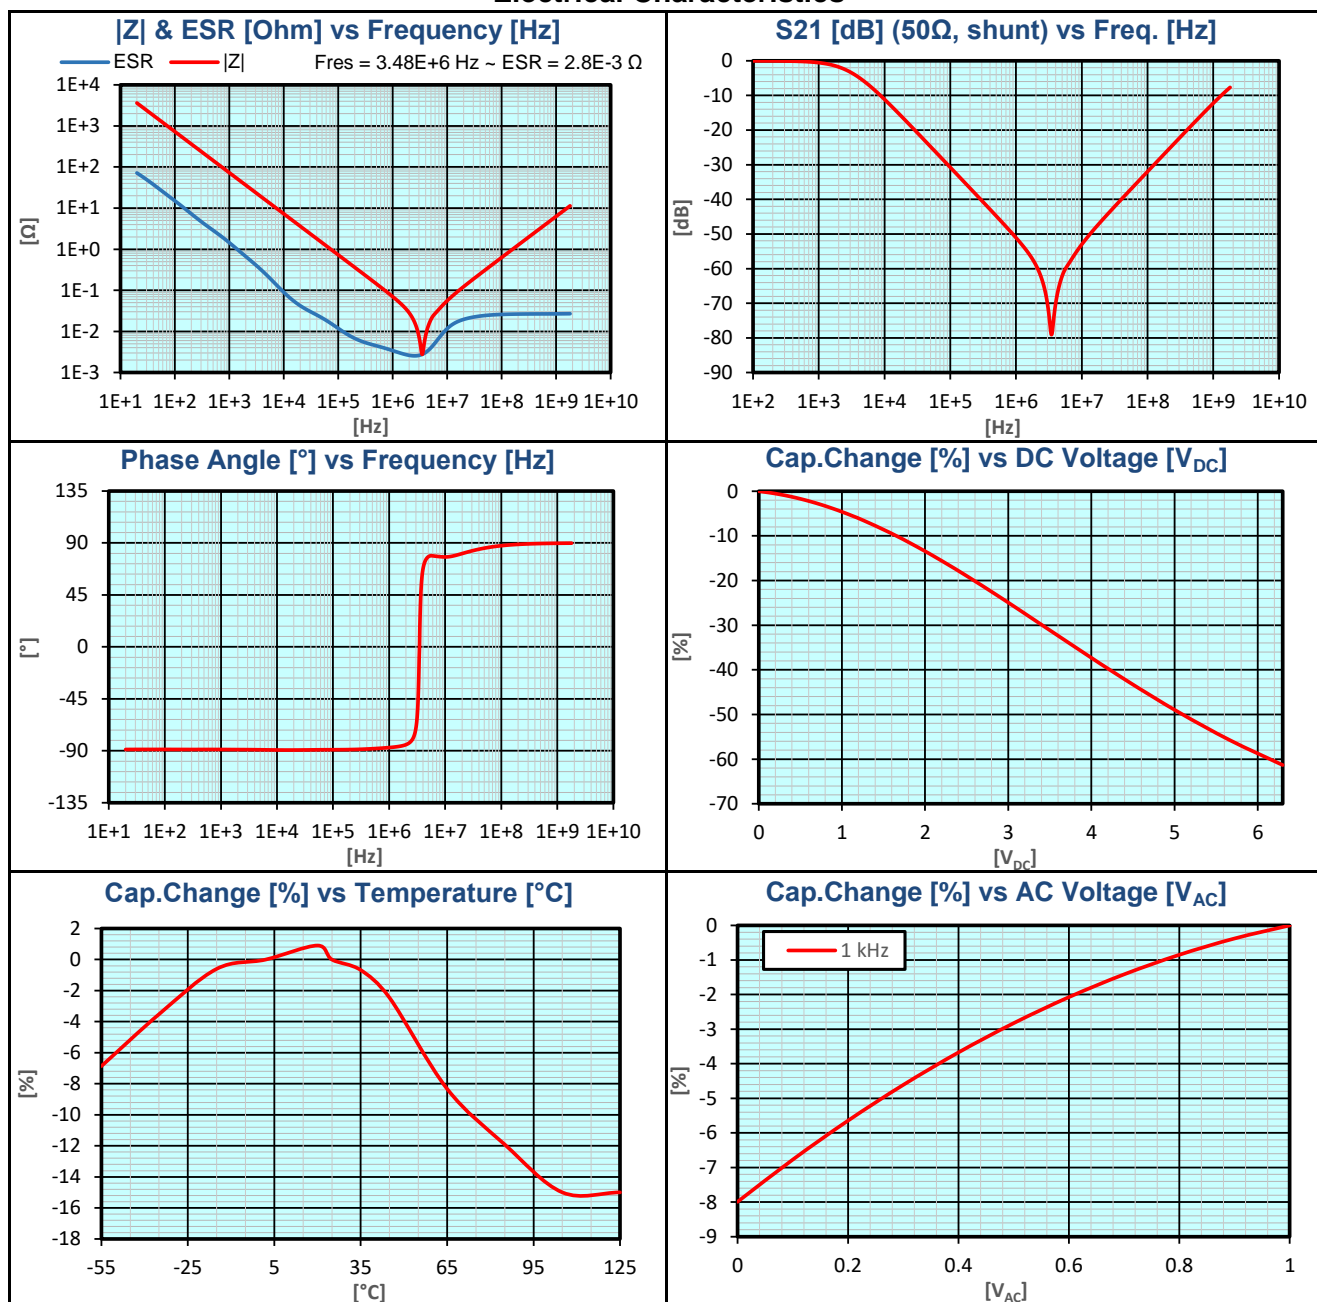 Electrical Characteristics
|Z| & ESR [Ohm] vs Frequency [Hz]
ESR |Z| Fres = 3.48E+6 Hz ~ ESR = 2.8E-3 Ω
1E+4
1E+3
1E+2
1E+1
1E+0
1E-1
1E-2
1E-3
[Ω]
1E+1 1E+2 1E+3 1E+4 1E+5 1E+6 1E+7 1E+8 1E+9 1E+10
[Hz]
S21 [dB] (50Ω, shunt) vs Freq. [Hz]
0
-10
-20
-30
-40
-50
-60
-70
-80
-90
[dB]
1E+2 1E+3 1E+4 1E+5 1E+6 1E+7 1E+8 1E+9 1E+10
[Hz]
Phase Angle [°] vs Frequency [Hz]
135
90
45
0
-45
-90
-135
[°]
1E+1 1E+2 1E+3 1E+4 1E+5 1E+6 1E+7 1E+8 1E+9 1E+10
[Hz]
Cap.Change [%] vs DC Voltage [VDC]
0
-10
-20
-30
-40
-50
-60
-70
[%]
0 1 2 3 4 5 6
[VDC]
Cap.Change [%] vs Temperature [°C]
2
0
-2
-4
-6
-8
-10
-12
-14
-16
-18
[%]
-55 -25 5 35 65 95 125
[°C]
Cap.Change [%] vs AC Voltage [VAC]
1 kHz
0
-1
-2
-3
-4
-5
-6
-7
-8
-9
[%]
0 0.2 0.4 0.6 0.8 1
[VAC]